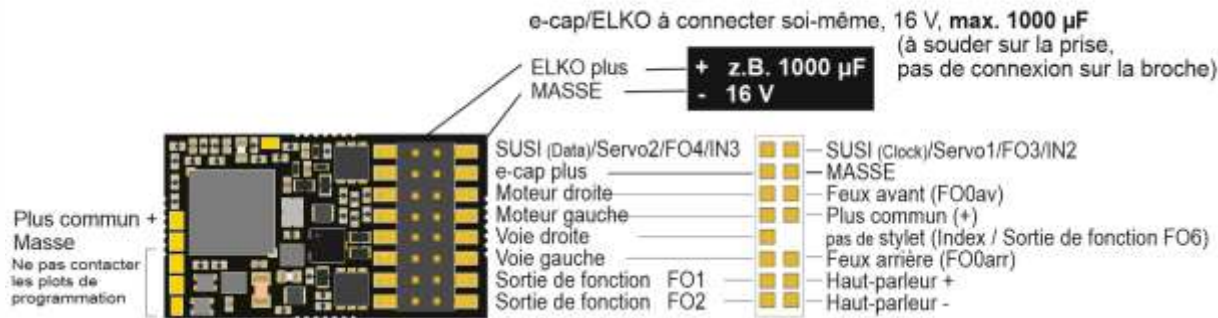 e-cap/ELKO à connecter soi-même, 16 V, max. 1000 µF
(à souder sur la prise,
pas de connexion sur la broche)
ELKO plus
MASSE
+ z.B. 1000 µF
- 16 V
SUSI (Data)/Servo2/FO4/IN3
e-cap plus
Moteur droite
Moteur gauche
Voie droite
Voie gauche
Sortie de fonction FO1
Sortie de fonction FO2
SUSI (Clock)/Servo1/FO3/IN2
MASSE
Feux avant (FO0av)
Plus commun (+)
pas de stylet (Index / Sortie de fonction FO6)
Feux arrière (FO0arr)
Haut-parleur +
Haut-parleur -
Plus commun +
Masse
Ne pas contacter
les plots de
programmation